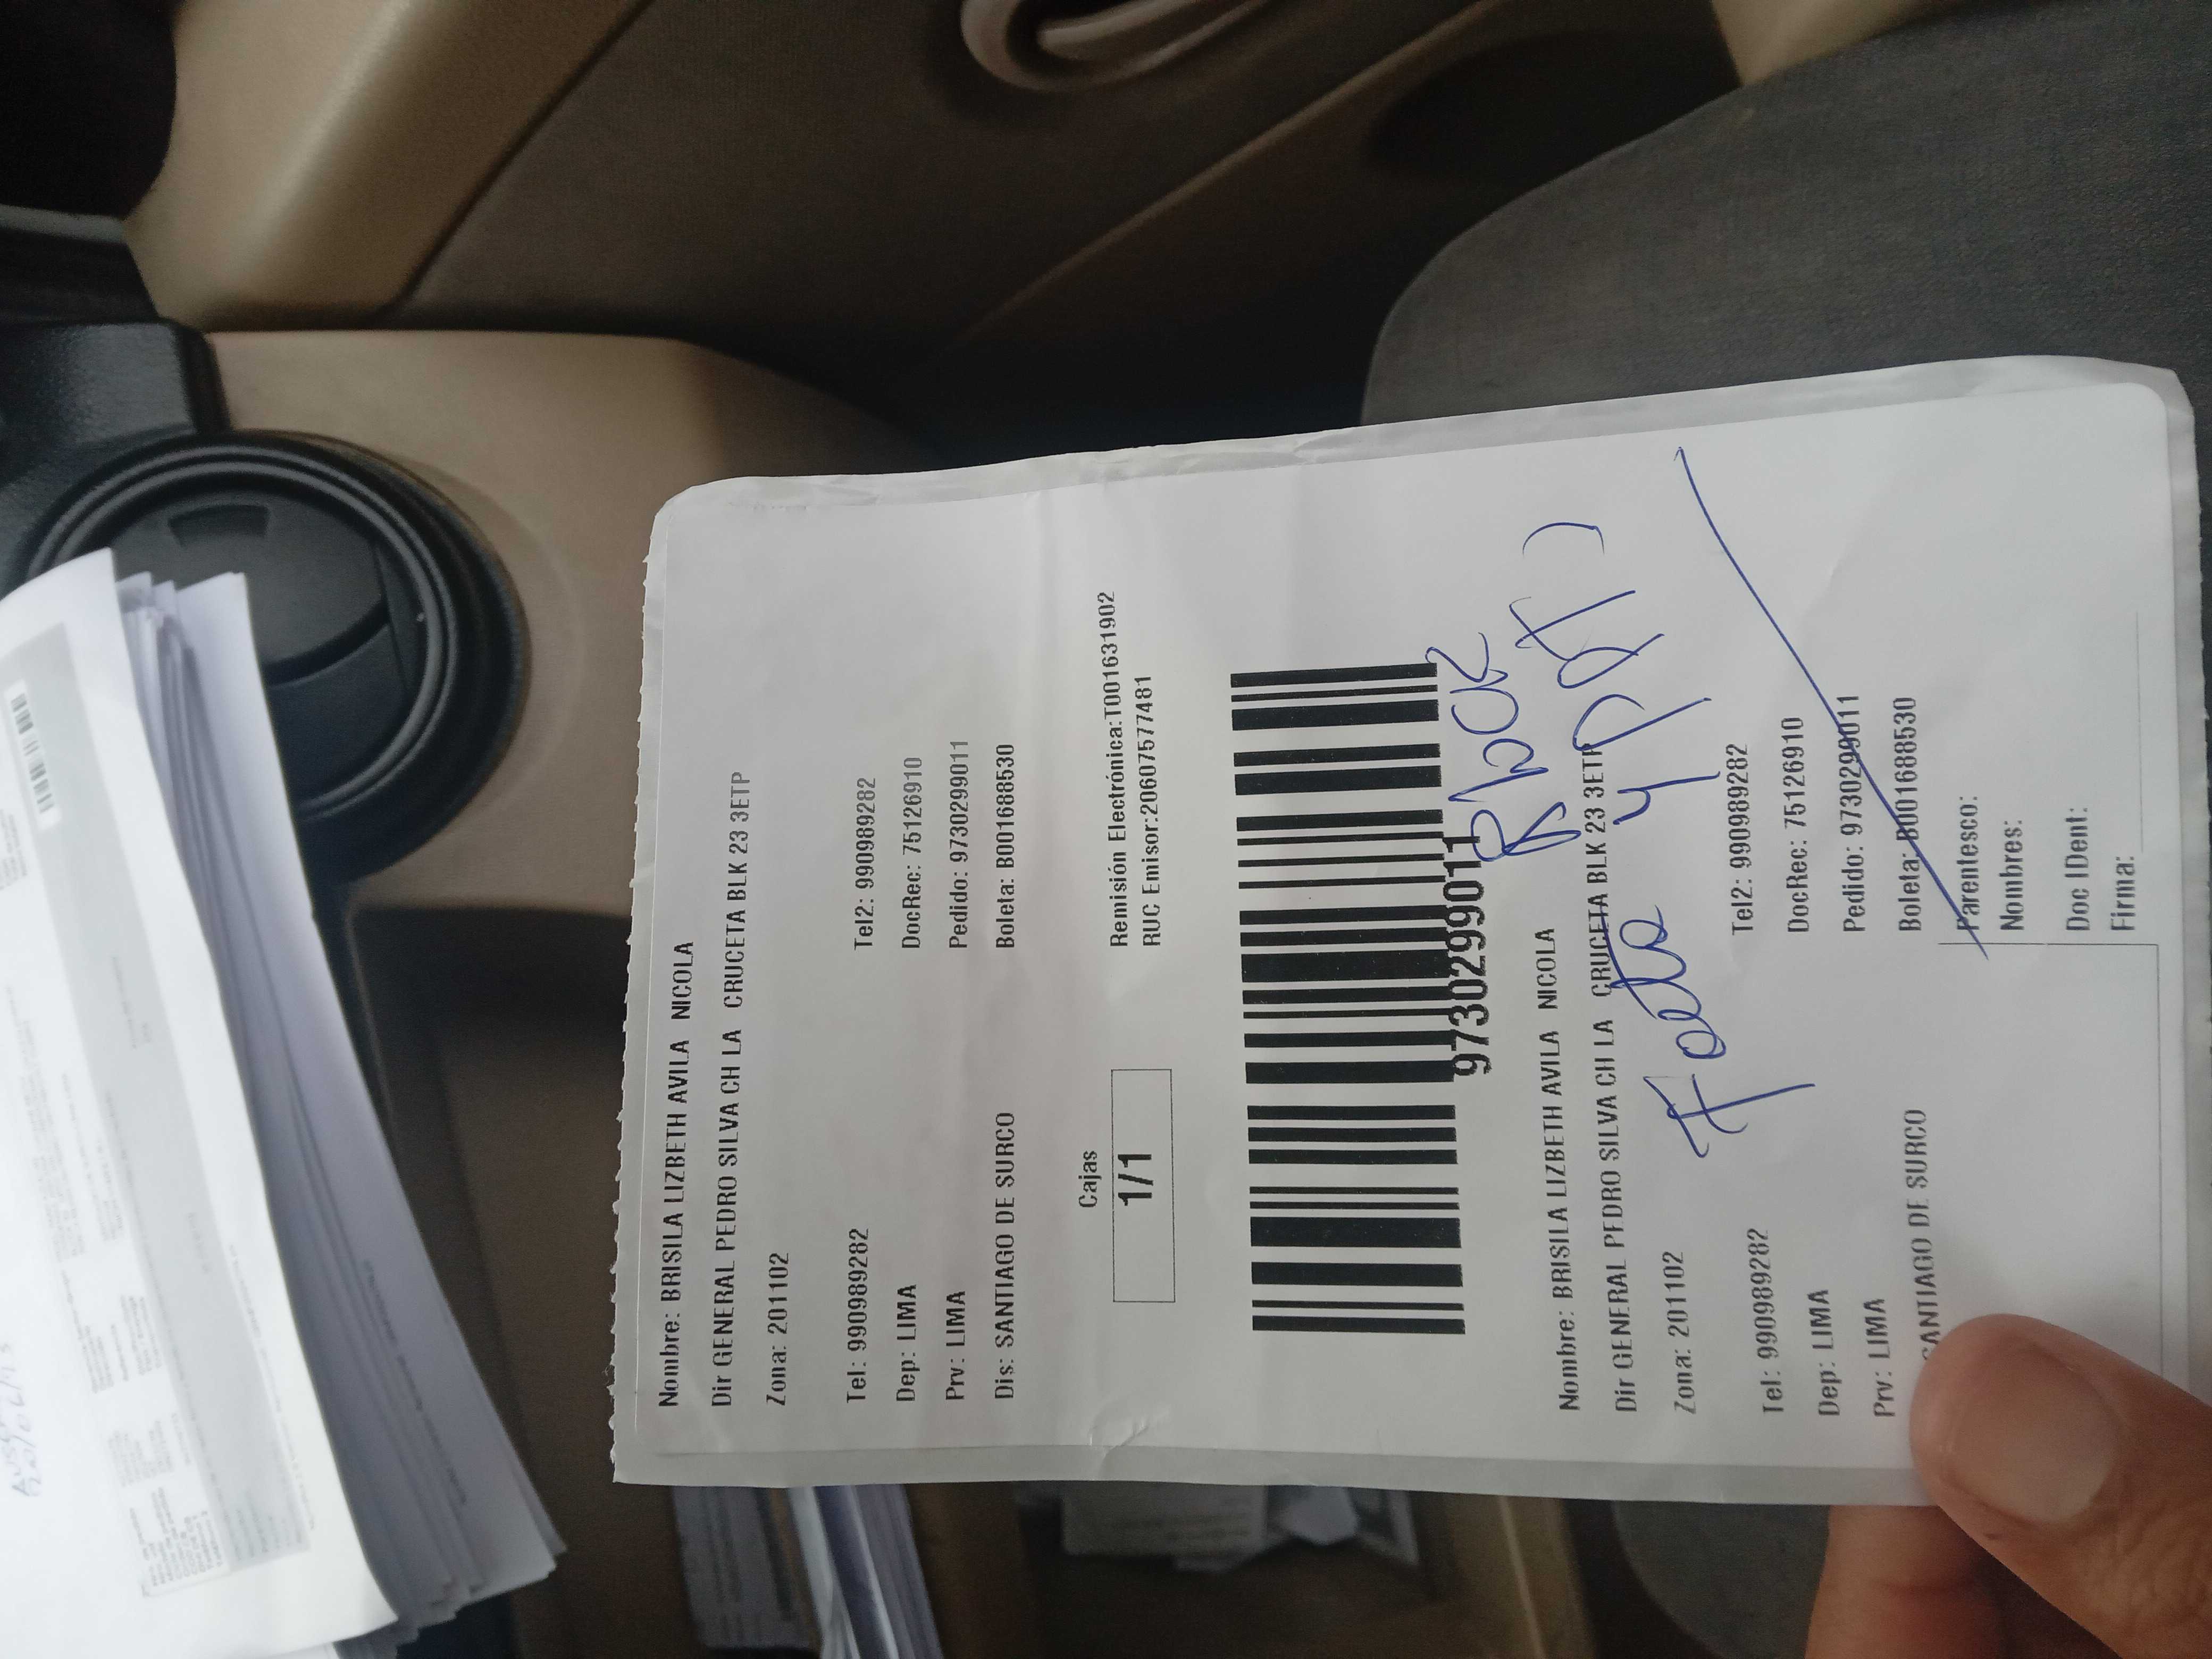 Nombre: BRISILA LIZBETH AVILA NICOLA
Dir GENERAL PEDRO SILVA CH LA CRUCETA BLK 23 3ETP
Zona: 201102
Tel: 990989282 Tel2: 990989282
Dep: LIMA DocRec: 75126910
Prv: LIMA Pedido: 9730299011
Dis: SANTIAGO DE SURCO Boleta: B001688530
Cajas
1/1
Remisión Electrónica:T001631902
RUC Emisor:20607577481
9730299011
Nombre: BRISILA LIZBETH AVILA NICOLA
Dir GENERAL PEDRO SILVA CH LA CRUCETA BLK 23 3ETP
Falta
y
Zona: 201102
Tel: 990989282 Tel2: 990989282
Dep: LIMA DocRec: 75126910
Prv: LIMA Pedido: 9730299011
SANTIAGO DE SURCO Boleta: B001688530
Parentesco:
Nombres:
Doc IDent:
Firma: